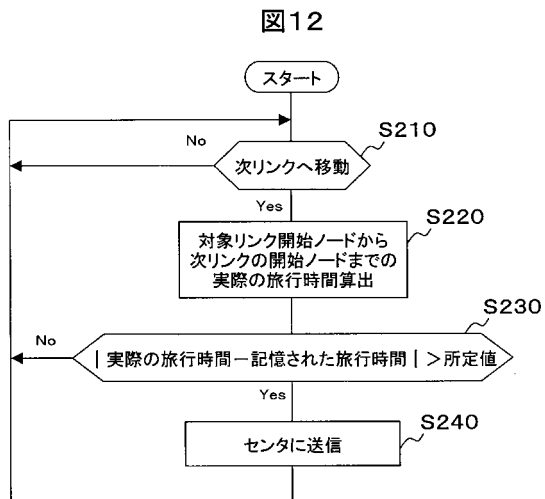 図12
スタート
No
S210
次リンクへ移動
Yes
S220
対象リンク開始ノードから
次リンクの開始ノードまでの
実際の旅行時間算出
S230
No
｜実際の旅行時間－記憶された旅行時間｜＞所定値
Yes
S240
センタに送信